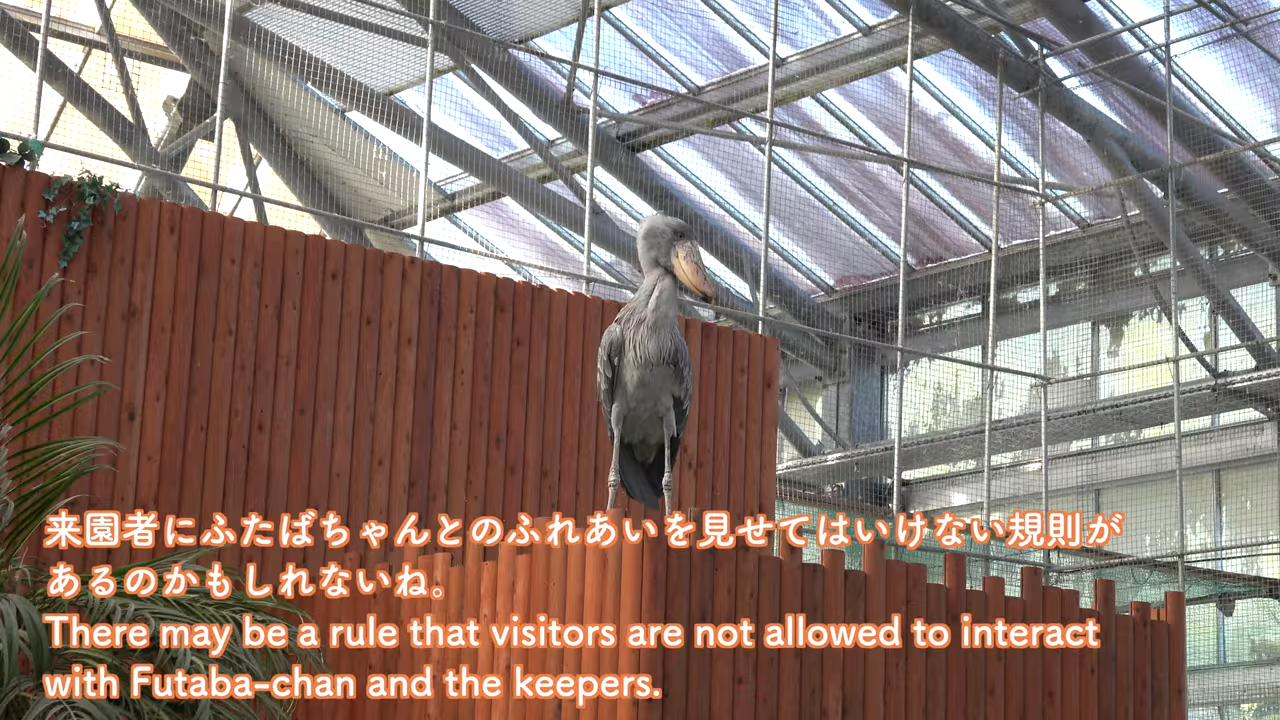 来園者にふたばちゃんとのふれあいを見せてはいけない規則が
あるのかもしれないね。
There may be a rule that visitors are not allowed to interact
with Futaba-chan and the keepers.